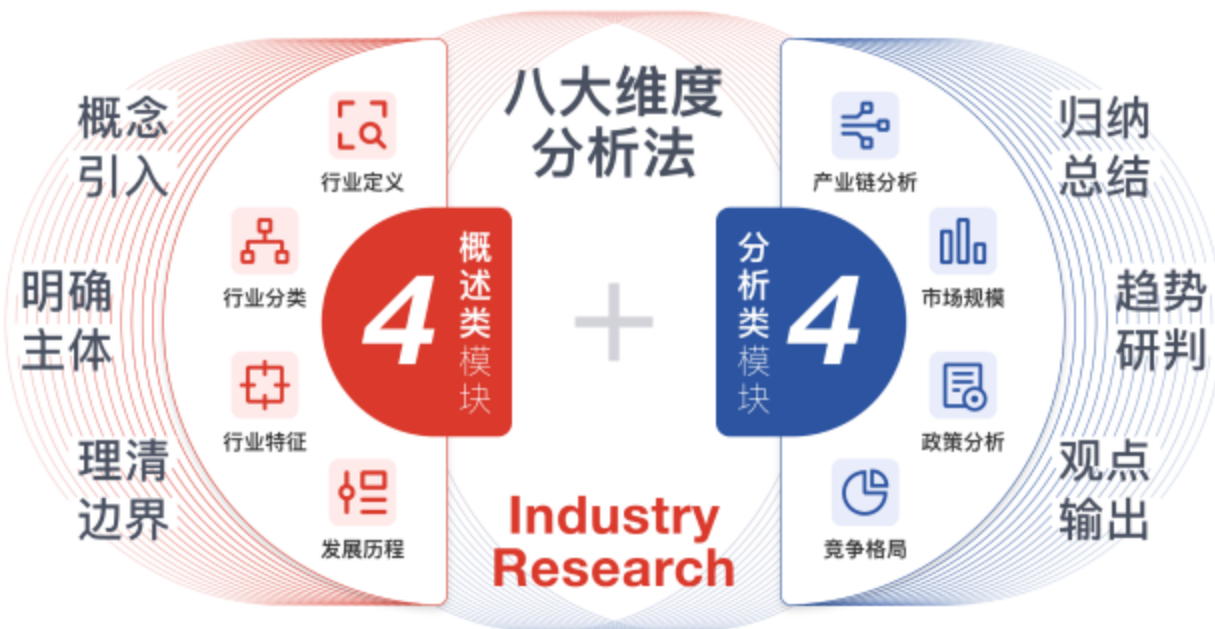 八大维度
分析法
概念
引入
明确
主体
理清
边界
行业定义
行业分类
行业特征
发展历程
4
概述类模块
+
分析类模块
4
产业链分析
市场规模
政策分析
竞争格局
归纳
总结
趋势
研判
观点
输出
Industry
Research